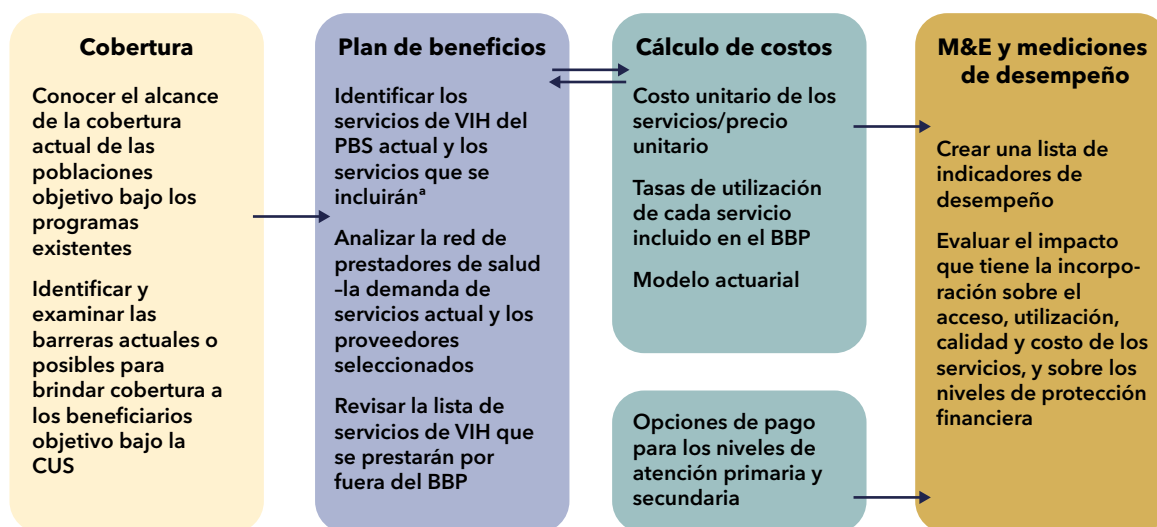 Cobertura
Conocer el alcance
de la cobertura
actual de las
poblaciones
objetivo bajo los
programas
existentes
Identificar y
examinar las
barreras actuales o
posibles para
brindar cobertura a
los beneficiarios
objetivo bajo la
CUS
Plan de beneficios
Identificar los
servicios de VIH del
PBS actual y los
servicios que se
incluiránª
Analizar la red de
prestadores de salud
–la demanda de
servicios actual y los
proveedores
seleccionados
Revisar la lista de
servicios de VIH que
se prestarán por
fuera del BBP
Cálculo de costos
Costo unitario de los
servicios/precio
unitario
Tasas de utilización
de cada servicio
incluido en el BBP
Modelo actuarial
Opciones de pago
para los niveles de
atención primaria y
secundaria
M&E y mediciones
de desempeño
Crear una lista de
indicadores de
desempeño
Evaluar el impacto
que tiene la incorpo-
ración sobre el
acceso, utilización,
calidad y costo de los
servicios, y sobre los
niveles de protección
financiera